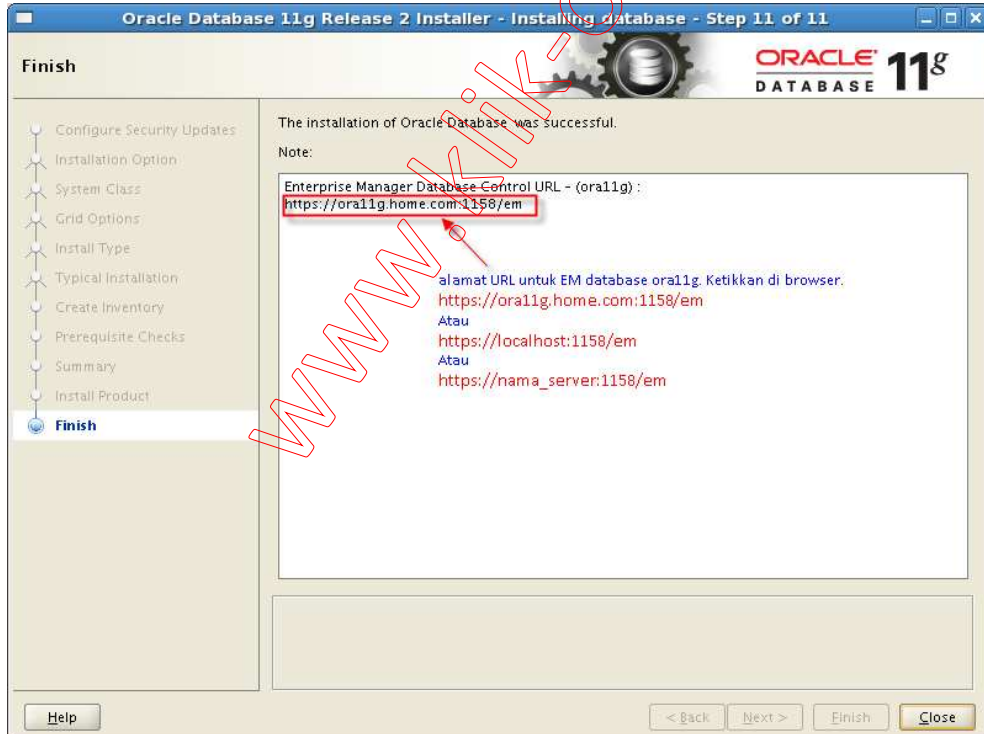 Oracle Database 11g Release 2 Installer - Installing database - Step 11 of 11
Finish
ORACLE
DATABASE
11g
Configure Security Updates
Installation Option
System Class
Grid Options
Install Type
Typical Installation
Create Inventory
Prerequisite Checks
Summary
Install Product
Finish
The installation of Oracle Database was successful.
Note:
Enterprise Manager Database Control URL - (ora11g) :
https://ora11g.home.com:1158/em
alamat URL untuk EM database ora11g. Ketikkan di browser.
https://ora11g.home.com:1158/em
Atau
https://localhost:1158/em
Atau
https://nama_server:1158/em
www.klik-
Help
< Back
Next >
Finish
Close